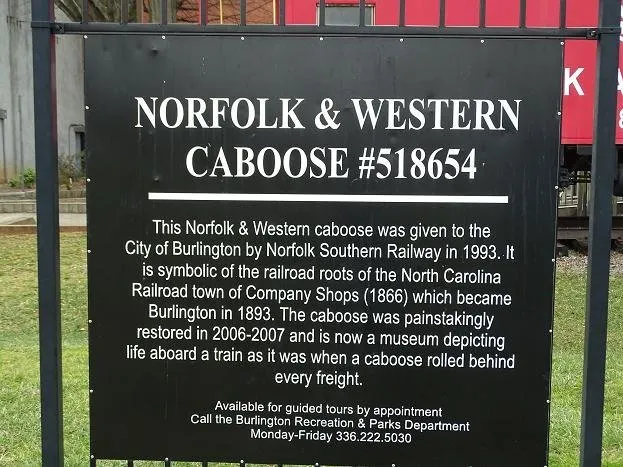 NORFOLK & WESTERN
CABOOSE #518654
This Norfolk & Western caboose was given to the
City of Burlington by Norfolk Southern Railway in 1993. It
is symbolic of the railroad roots of the North Carolina
Railroad town of Company Shops (1866) which became
Burlington in 1893. The caboose was painstakingly
restored in 2006-2007 and is now a museum depicting
life aboard a train as it was when a caboose rolled behind
every freight.
Available for guided tours by appointment
Call the Burlington Recreation & Parks Department
Monday-Friday 336.222.5030
K